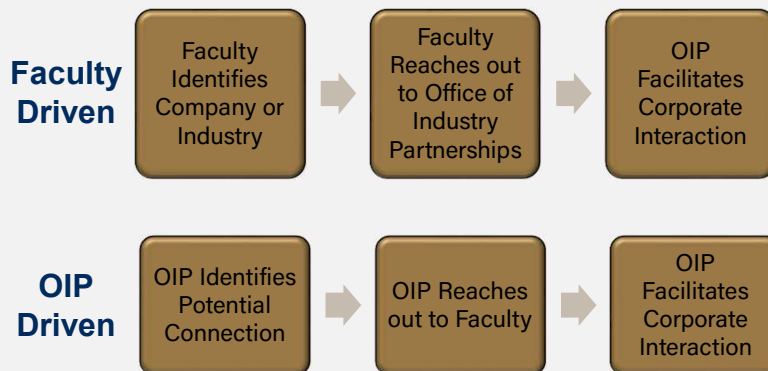 Faculty
Driven
Faculty
Identifies
Company or
Industry
Faculty
Reaches out
to Office of
Industry
Partnerships
OIP
Facilitates
Corporate
Interaction
OIP
Driven
OIP Identifies
Potential
Connection
OIP Reaches
out to Faculty
OIP
Facilitates
Corporate
Interaction